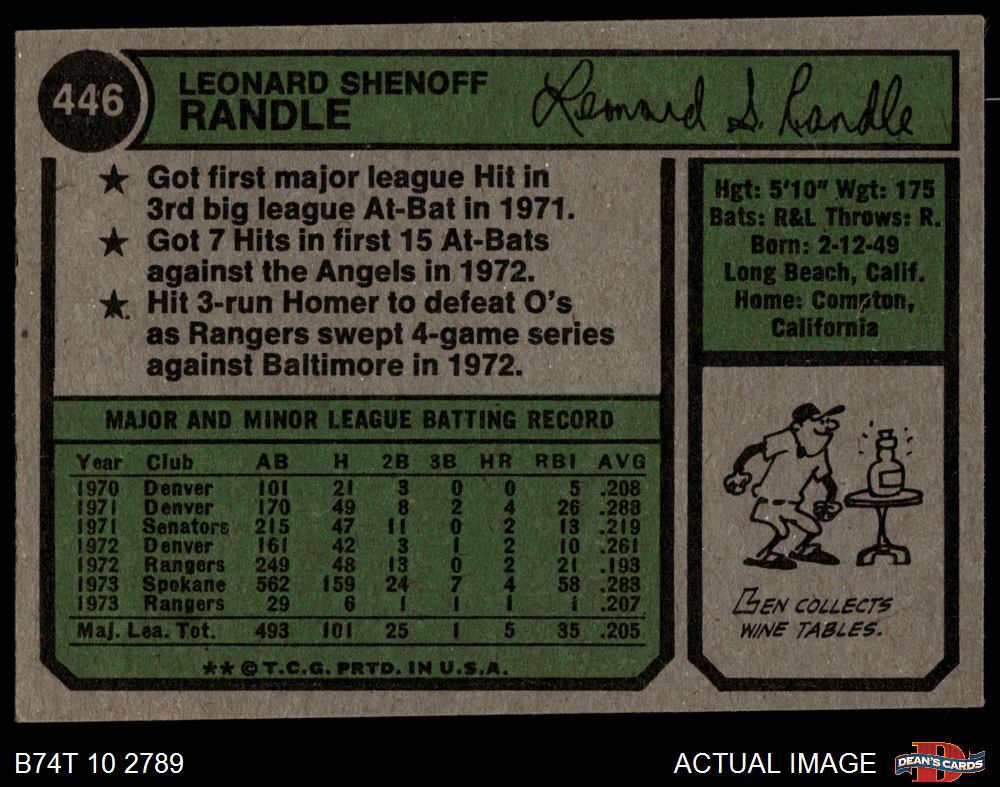 446
LEONARD SHENOFF
RANDLE
Leonard S. Randle
★ Got first major league Hit in
3rd big league At-Bat in 1971.
★ Got 7 Hits in first 15 At-Bats
against the Angels in 1972.
★ Hit 3-run Homer to defeat O's
as Rangers swept 4-game series
against Baltimore in 1972.
Hgt: 5'10" Wgt: 175
Bats: R&L Throws: R.
Born: 2-12-49
Long Beach, Calif.
Home: Compton,
California
MAJOR AND MINOR LEAGUE BATTING RECORD
Year Club AB H 2B 3B HR RBI AVG
1970 Denver 101 21 3 0 0 5 .208
1971 Denver 170 49 8 2 4 26 .288
1971 Senators 215 47 11 0 2 13 .219
1972 Denver 161 42 3 1 2 10 .261
1972 Rangers 249 48 13 0 2 21 .193
1973 Spokane 562 159 24 7 4 58 .283
1973 Rangers 29 6 1 1 1 1 .207
Maj. Lea. Tot. 493 101 25 1 5 35 .205
** © T.C.G. PRTD. IN U.S.A.
LEN COLLECTS
WINE TABLES.
B74T 10 2789
ACTUAL IMAGE
DEAN'S CARDS